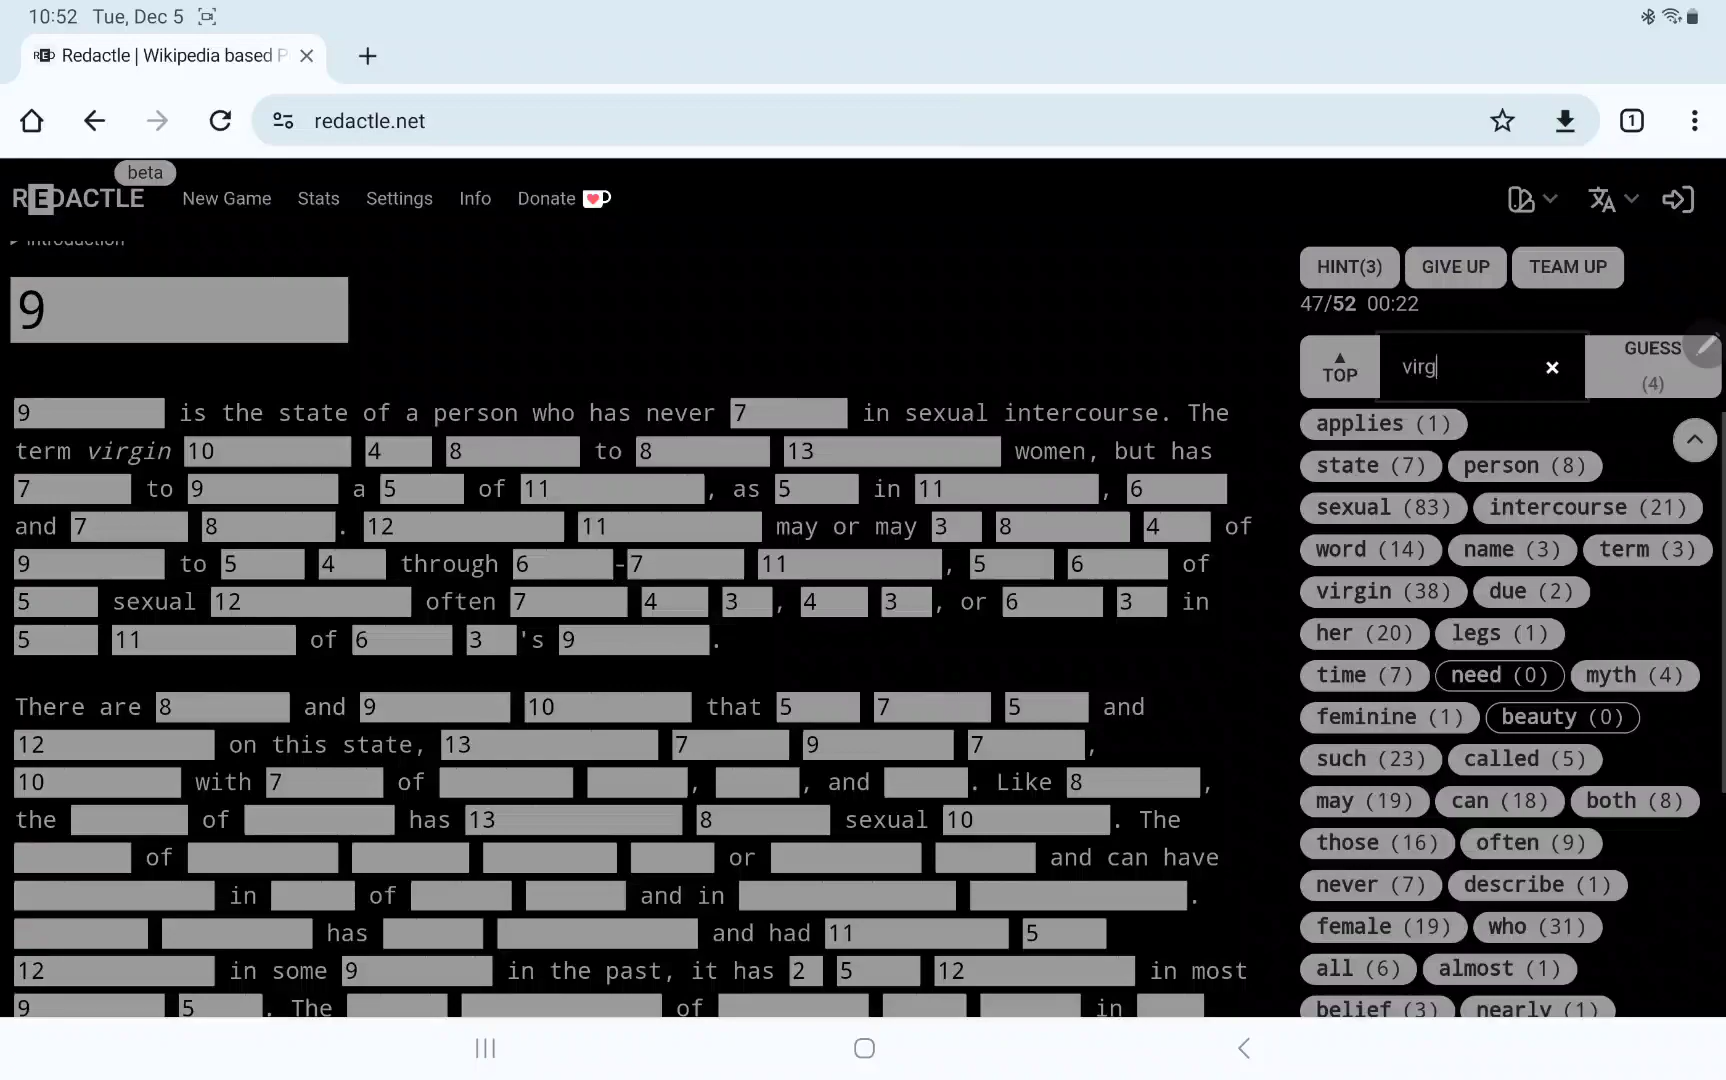 10:52 Tue, Dec 5
RED Redactle | Wikipedia based P
redactle.net
1
beta
REDACTLE New Game Stats Settings Info Donate
Introduction
HINT(3) GIVE UP TEAM UP
47/52 00:22
▲ TOP virg × GUESS (4)
9
9 is the state of a person who has never 7 in sexual intercourse. The
term virgin 10 4 8 to 8 13 women, but has
7 to 9 a 5 of 11, as 5 in 11, 6
and 7 8. 12 11 may or may 3 8 4 of
9 to 5 4 through 6-7 11, 5 6 of
5 sexual 12 often 7 4 3, 4 3, or 6 3 in
5 11 of 6 3's 9.
There are 8 and 9 10 that 5 7 5 and
12 on this state, 13 7 9 7,
10 with 7 of , , and . Like 8,
the of has 13 8 sexual 10. The
of or and can have
in of and in .
has and had 11 5
12 in some 9 in the past, it has 2 5 12 in most
9 5. The of in
applies (1)
state (7) person (8)
sexual (83) intercourse (21)
word (14) name (3) term (3)
virgin (38) due (2)
her (20) legs (1)
time (7) need (0) myth (4)
feminine (1) beauty (0)
such (23) called (5)
may (19) can (18) both (8)
those (16) often (9)
never (7) describe (1)
female (19) who (31)
all (6) almost (1)
belief (3) nearly (1)